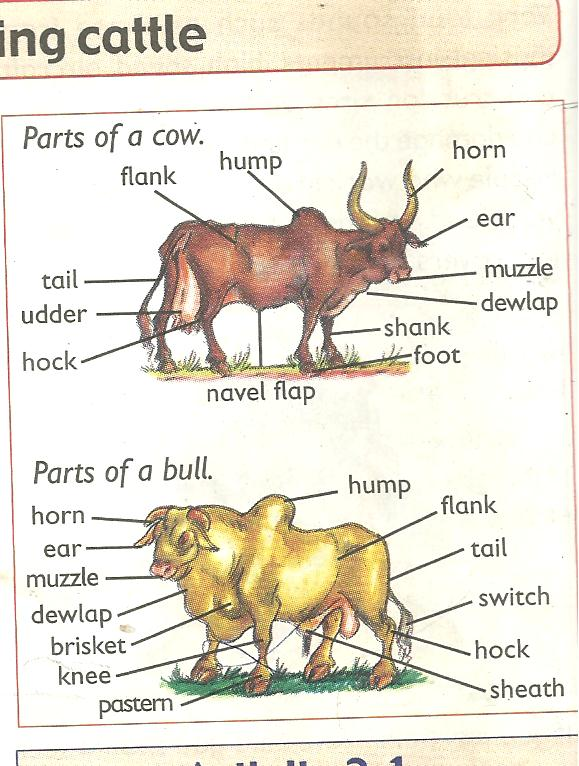 ing cattle
Parts of a cow.
flank
hump
horn
ear
muzzle
dewlap
tail
udder
hock
shank
foot
navel flap
Parts of a bull.
hump
flank
tail
switch
hock
sheath
horn
ear
muzzle
dewlap
brisket
knee
pastern